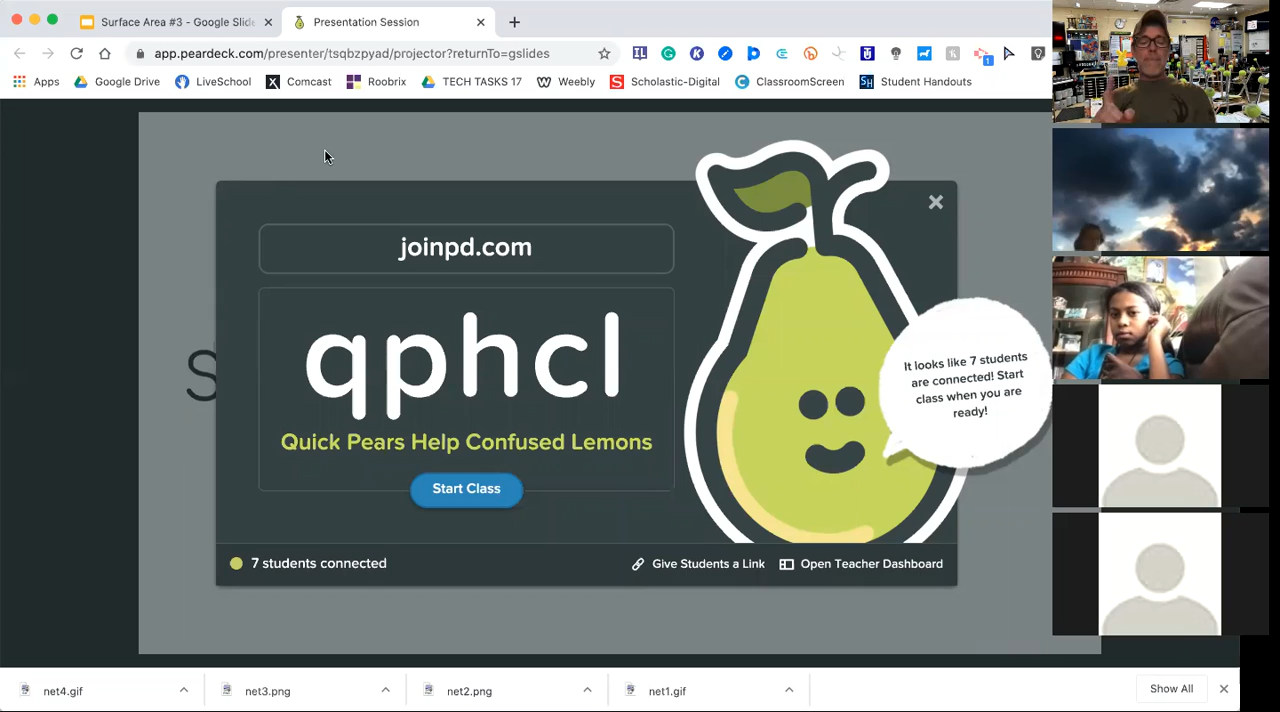 Surface Area #3 - Google Slide
Presentation Session
app.peardeck.com/presenter/tsqbvpyad/projector?returnTo=gslides
Apps
Google Drive
LiveSchool
Comcast
Rotrix
TECH TASKS 17
Weebly
Scholastic-Digital
ClassroomScreen
Student Handouts
joinpd.com
qphcl
Quick Pears Help Confused Lemons
Start Class
It looks like 7 students
are connected! Start
class when you are
ready!
S
7 students connected
Give Students a Link
Open Teacher Dashboard
net4.gif
net3.png
net2.png
net1.gif
Show All